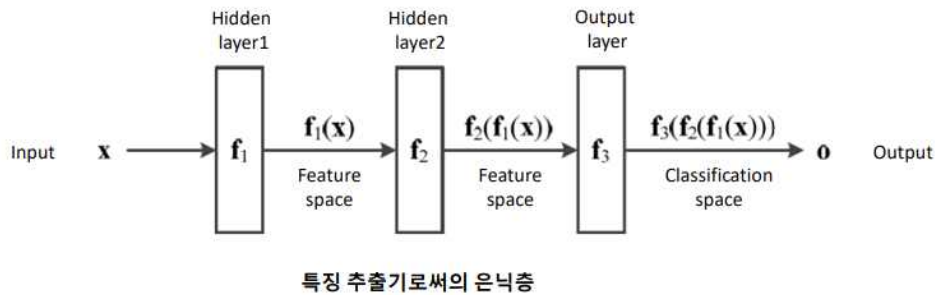 Hidden
layer1
Hidden
layer2
Output
layer
Input
x
f₁
f₁(x)
Feature
space
f₂
f₂(f₁(x))
Feature
space
f₃
f₃(f₂(f₁(x)))
Classification
space
o
Output
특징 추출기로써의 은닉층